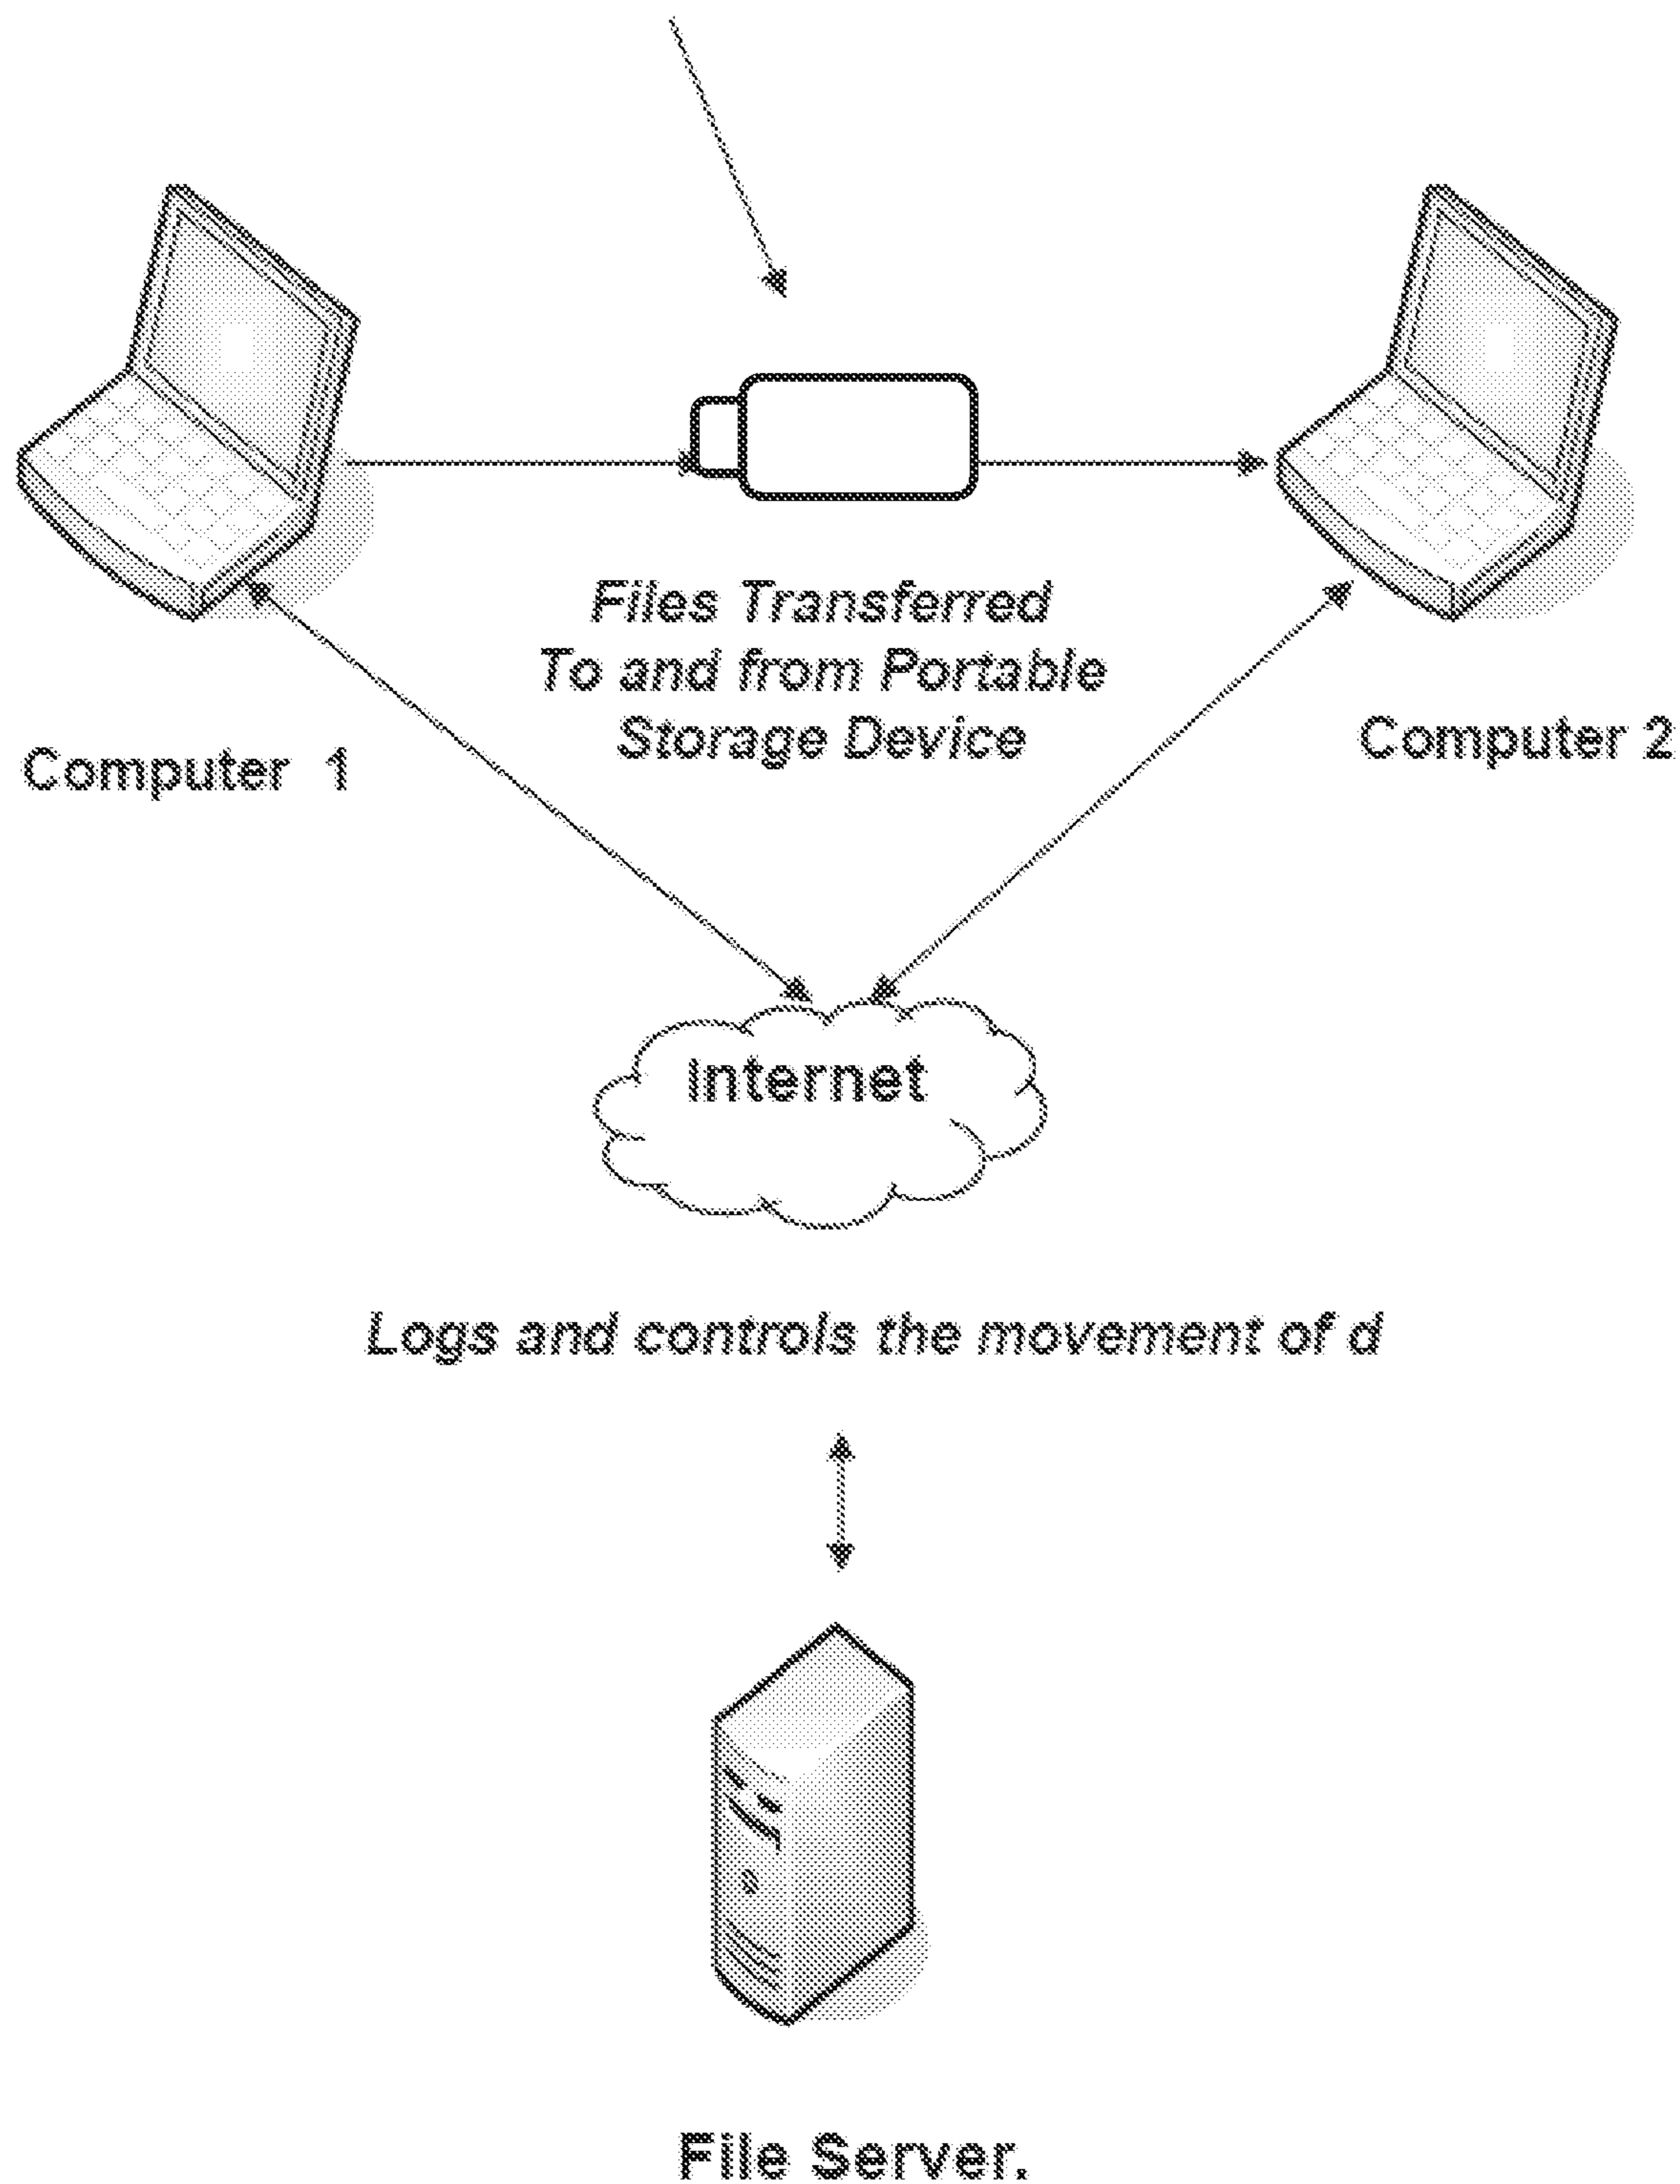 Files Transferred
To and from Portable
Storage Device
Computer 1
Computer 2
Internet
Logs and controls the movement of d
File Server.